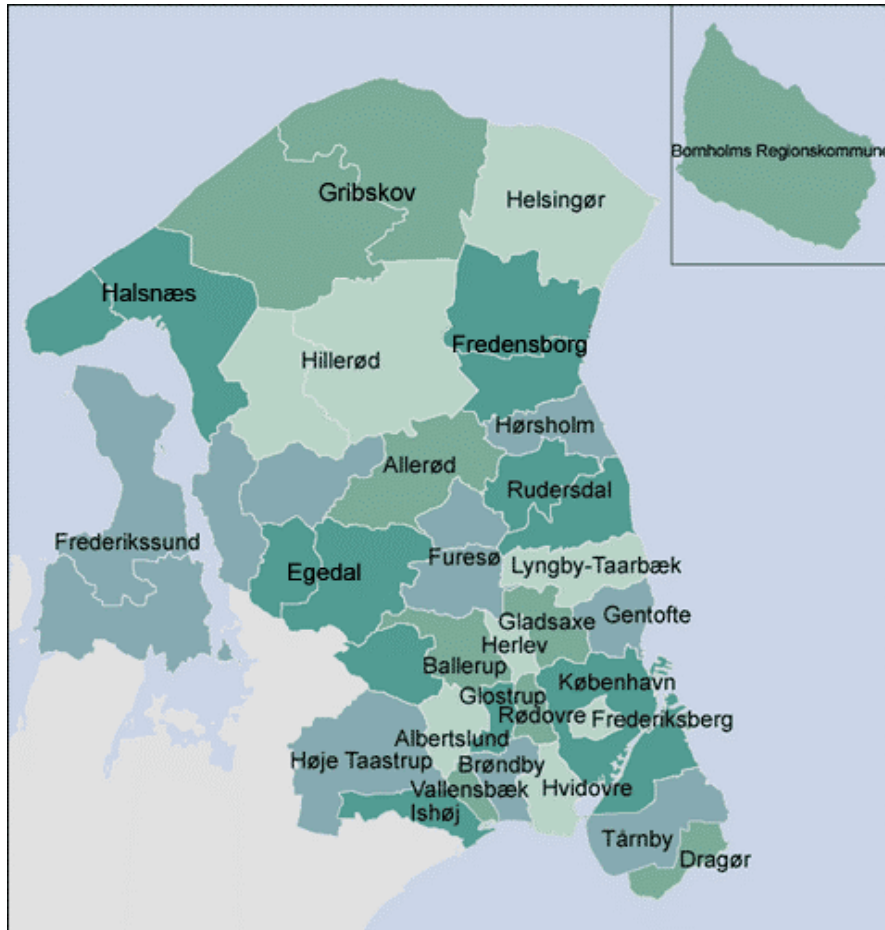 Bornholms Regionskommune
Gribskov
Helsingør
Halsnæs
Fredensborg
Hillerød
Hørsholm
Allerød
Rudersdal
Frederikssund
Furesø
Egedal
Lyngby-Taarbæk
Gentofte
Gladsaxe
Herlev
Ballerup
København
Glostrup
Rødovre
Frederiksberg
Albertslund
Høje Taastrup
Brøndby
Vallensbæk
Hvidovre
Ishøj
Tårnby
Dragør